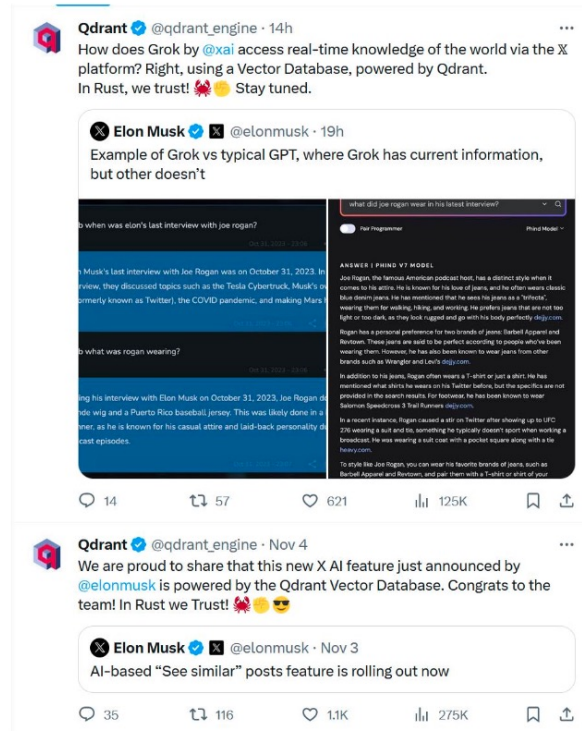 Qdrant @qdrant_engine · 14h
How does Grok by @xai access real-time knowledge of the world via the 𝕏
platform? Right, using a Vector Database, powered by Qdrant.
In Rust, we trust! 🦀✊ Stay tuned.
Elon Musk @elonmusk · 19h
Example of Grok vs typical GPT, where Grok has current information,
but other doesn't
b when was elon's last interview with joe rogan?
Oct 31, 2023 - 23:06
n Musk's last interview with Joe Rogan was on October 31, 2023. In
rview, they discussed topics such as the Tesla Cybertruck, Musk's o
ormerly known as Twitter), the COVID pandemic, and making Mars h
b what was rogan wearing?
ing his interview with Elon Musk on October 31, 2023, Joe Rogan do
nde wig and a Puerto Rico baseball jersey. This was likely done in a
ner, as he is known for his casual attire and laid-back personality du
cast episodes.
what did joe rogan wear in his latest interview?
Pair Programmer
Phind Model
ANSWER | PHIND V7 MODEL
Joe Rogan, the famous American podcast host, has a distinct style when it
comes to his attire. He is known for his love of jeans, and he often wears classic
blue denim jeans. He has mentioned that he sees his jeans as a "trifecta",
wearing them for walking, hiking, and working. He prefers jeans that are not too
light or too dark, as they look rugged and go with his body perfectly dejjy.com.
Rogan has a personal preference for two brands of jeans: Barbell Apparel and
Revtown. These jeans are said to be perfect according to people who've been
wearing them. However, he has also been known to wear jeans from other
brands such as Wrangler and Levi's dejjy.com.
In addition to his jeans, Rogan often wears a T-shirt or just a shirt. He has
mentioned what shirts he wears on his Twitter before, but the specifics are not
provided in the search results. For footwear, he has been known to wear
Salomon Speedcross 3 Trail Runners dejjy.com.
In a recent instance, Rogan caused a stir on Twitter after showing up to UFC
276 wearing a suit and tie, something he typically doesn't sport when working a
broadcast. He was wearing a suit coat with a pocket square along with a tie
heavy.com.
To style like Joe Rogan, you can wear his favorite brands of jeans, such as
Barbell Apparel and Revtown, and pair them with a T-shirt or shirt of your
14 57 621 125K
Qdrant @qdrant_engine · Nov 4
We are proud to share that this new X AI feature just announced by
@elonmusk is powered by the Qdrant Vector Database. Congrats to the
team! In Rust we Trust! 🦀✊😎
Elon Musk @elonmusk · Nov 3
AI-based "See similar" posts feature is rolling out now
35 116 1.1K 275K